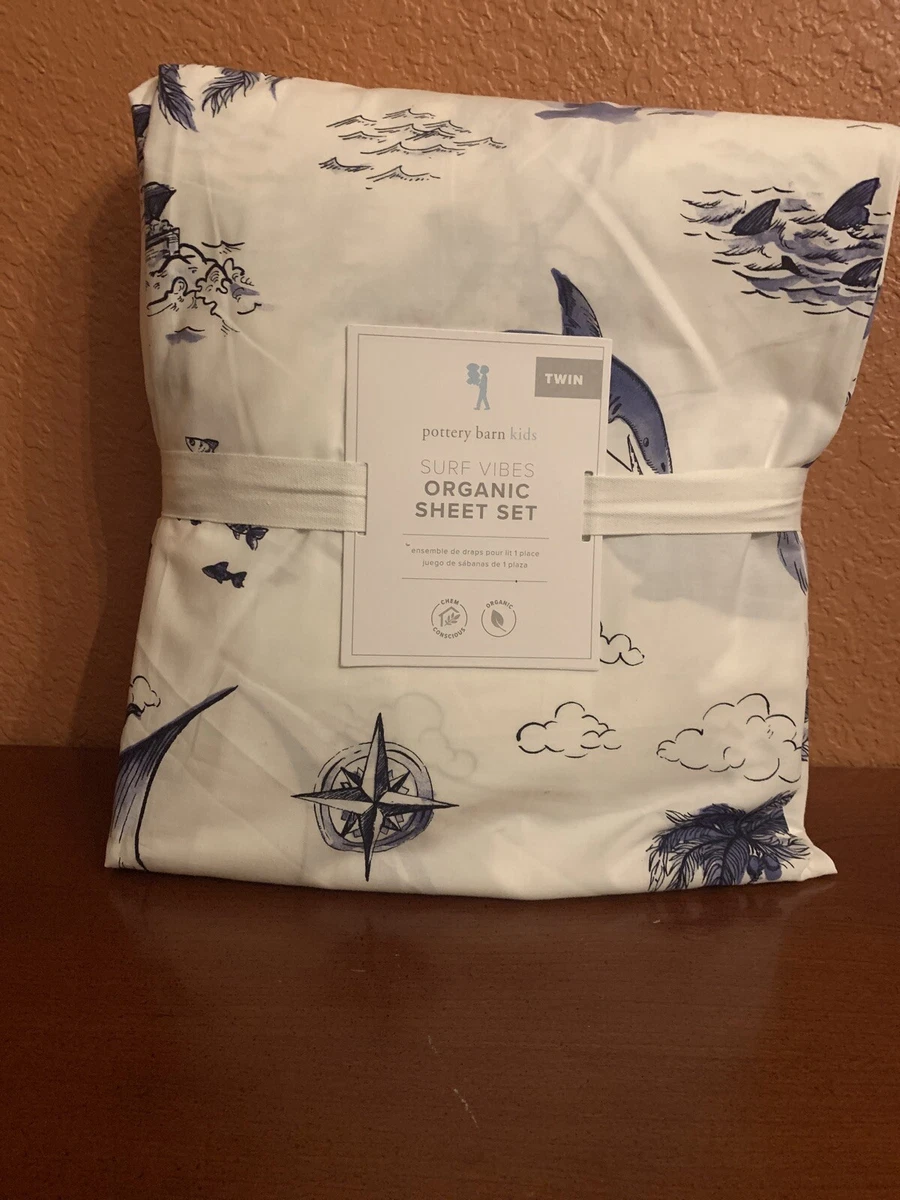 TWIN
pottery barn kids
SURF VIBES
ORGANIC
SHEET SET
ensemble de draps pour lit 1 place
juego de sábanas de 1 plaza
CHEM
CONSCIOUS
ORGANIC